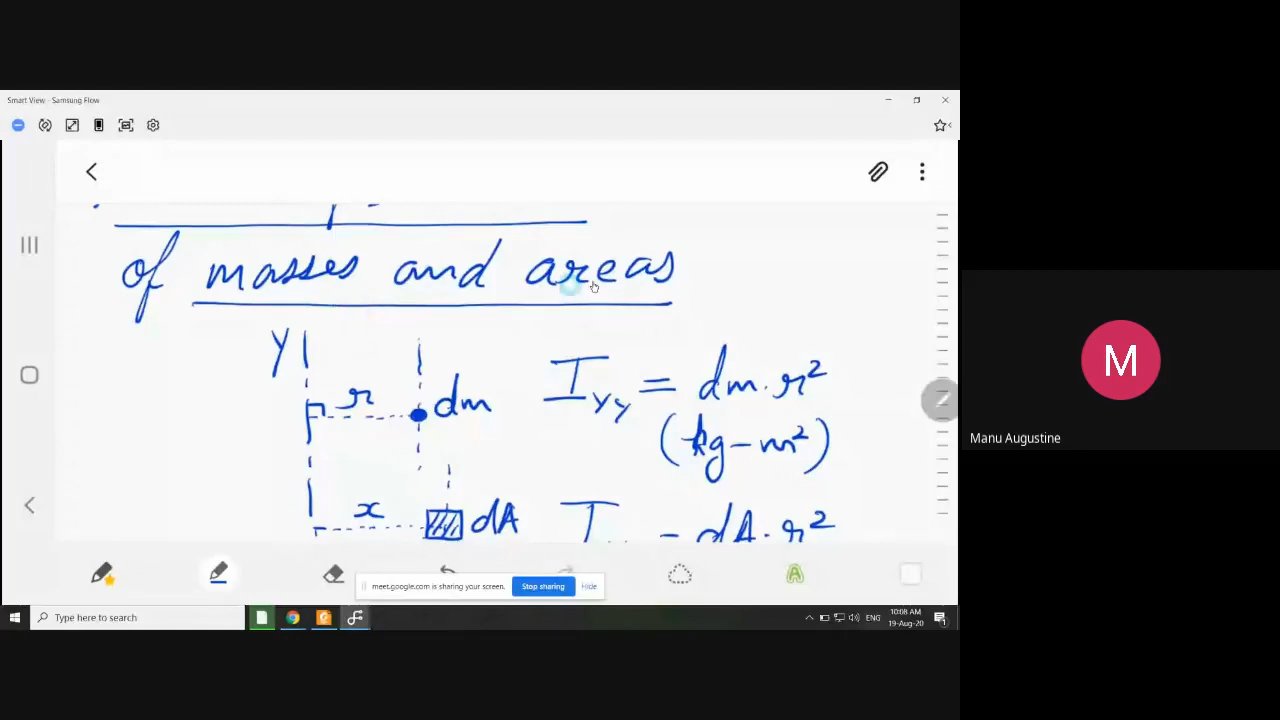 Smart View - Samsung Flow
of masses and areas
Y
r
dm
I_YY = dm·r²
(kg-m²)
x
dA
I = dA·r²
meet.google.com is sharing your screen. Stop sharing Hide
Type here to search
ENG
10:08 AM
19-Aug-20
1
M
Manu Augustine